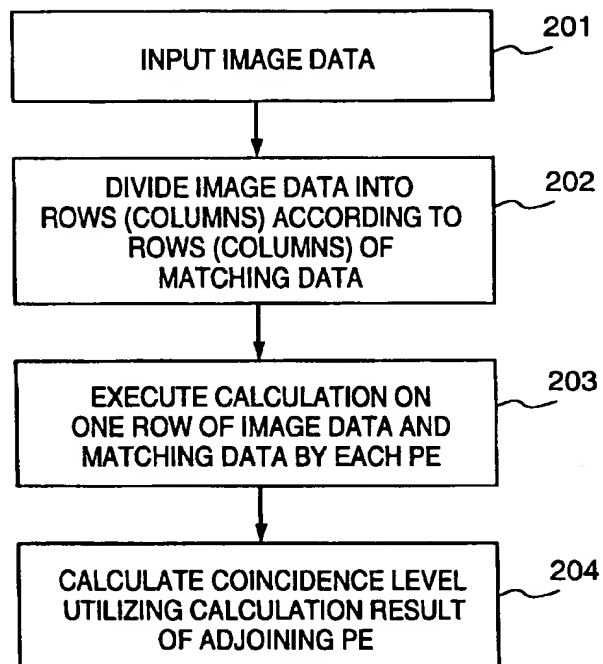 201
INPUT IMAGE DATA
202
DIVIDE IMAGE DATA INTO
ROWS (COLUMNS) ACCORDING TO
ROWS (COLUMNS) OF
MATCHING DATA
203
EXECUTE CALCULATION ON
ONE ROW OF IMAGE DATA AND
MATCHING DATA BY EACH PE
204
CALCULATE COINCIDENCE LEVEL
UTILIZING CALCULATION RESULT
OF ADJOINING PE